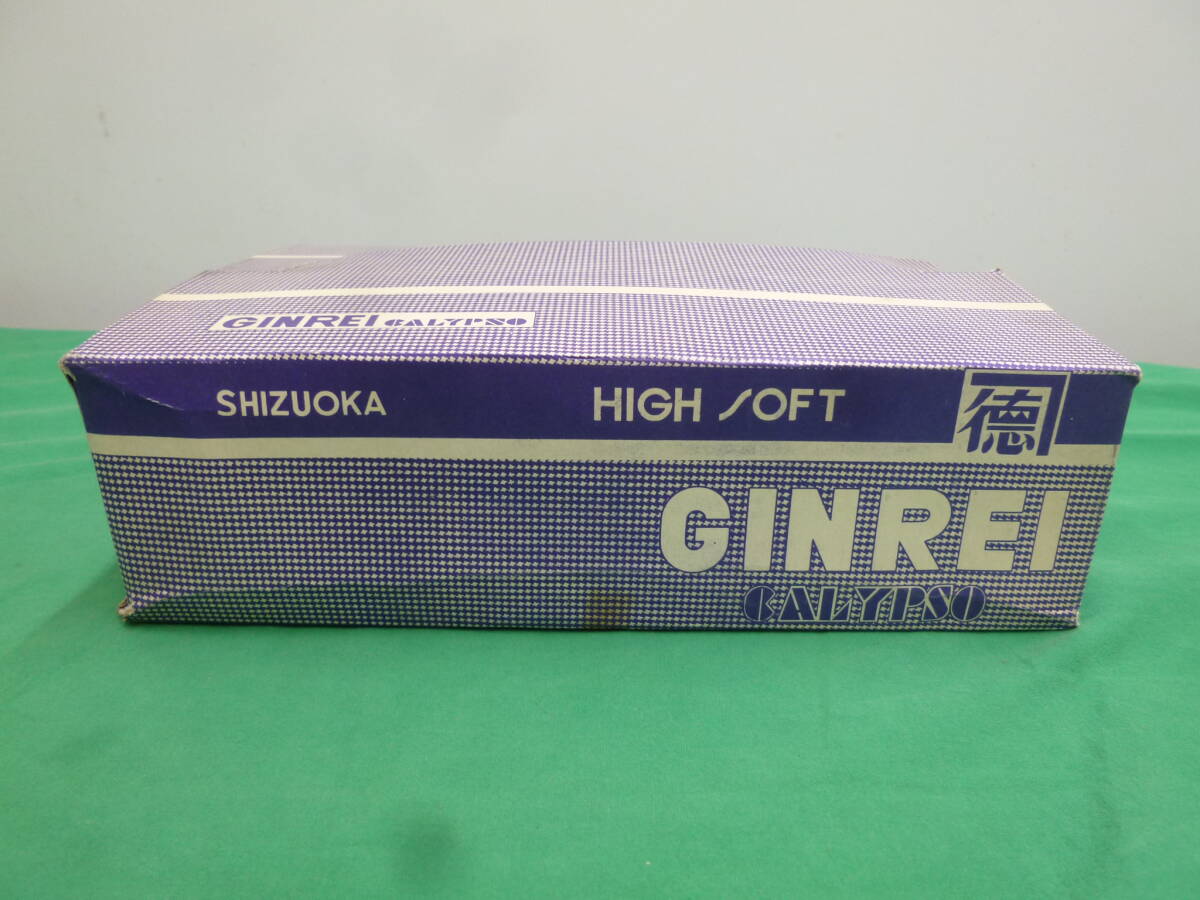 GINREI CALYPSO
SHIZUOKA HIGH SOFT 徳
GINREI
CALYPSO